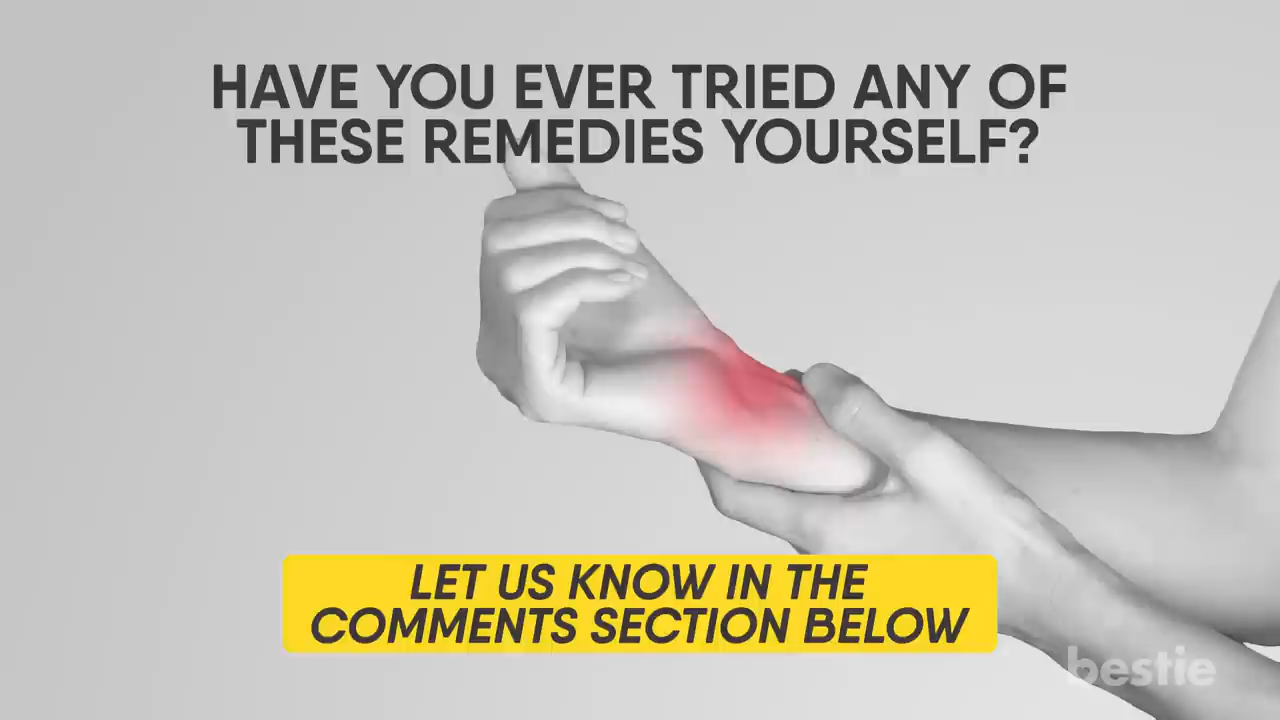 HAVE YOU EVER TRIED ANY OF
THESE REMEDIES YOURSELF?
LET US KNOW IN THE
COMMENTS SECTION BELOW
bestie